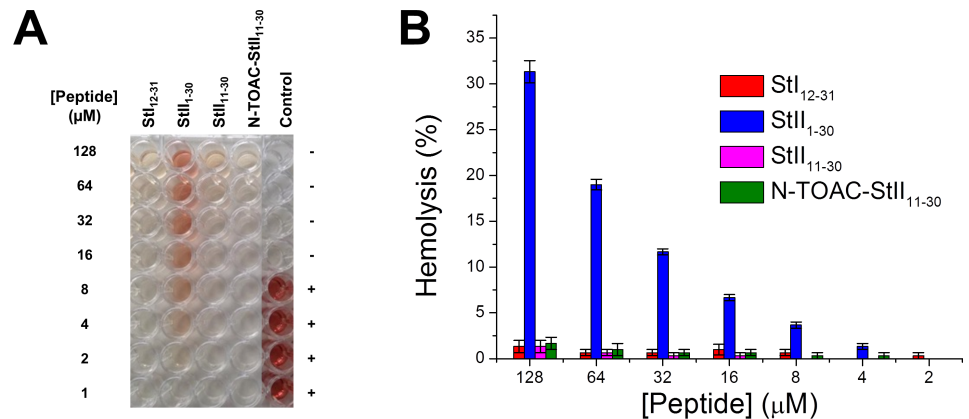 A
StI12-31
StII1-30
StII11-30
N-TOAC-StII11-30
Control
[Peptide]
(µM)
128 -
64 -
32 -
16 -
8 +
4 +
2 +
1 +
B
Hemolysis (%)
35
30
25
20
15
10
5
0
StI12-31
StII1-30
StII11-30
N-TOAC-StII11-30
128 64 32 16 8 4 2
[Peptide] (µM)